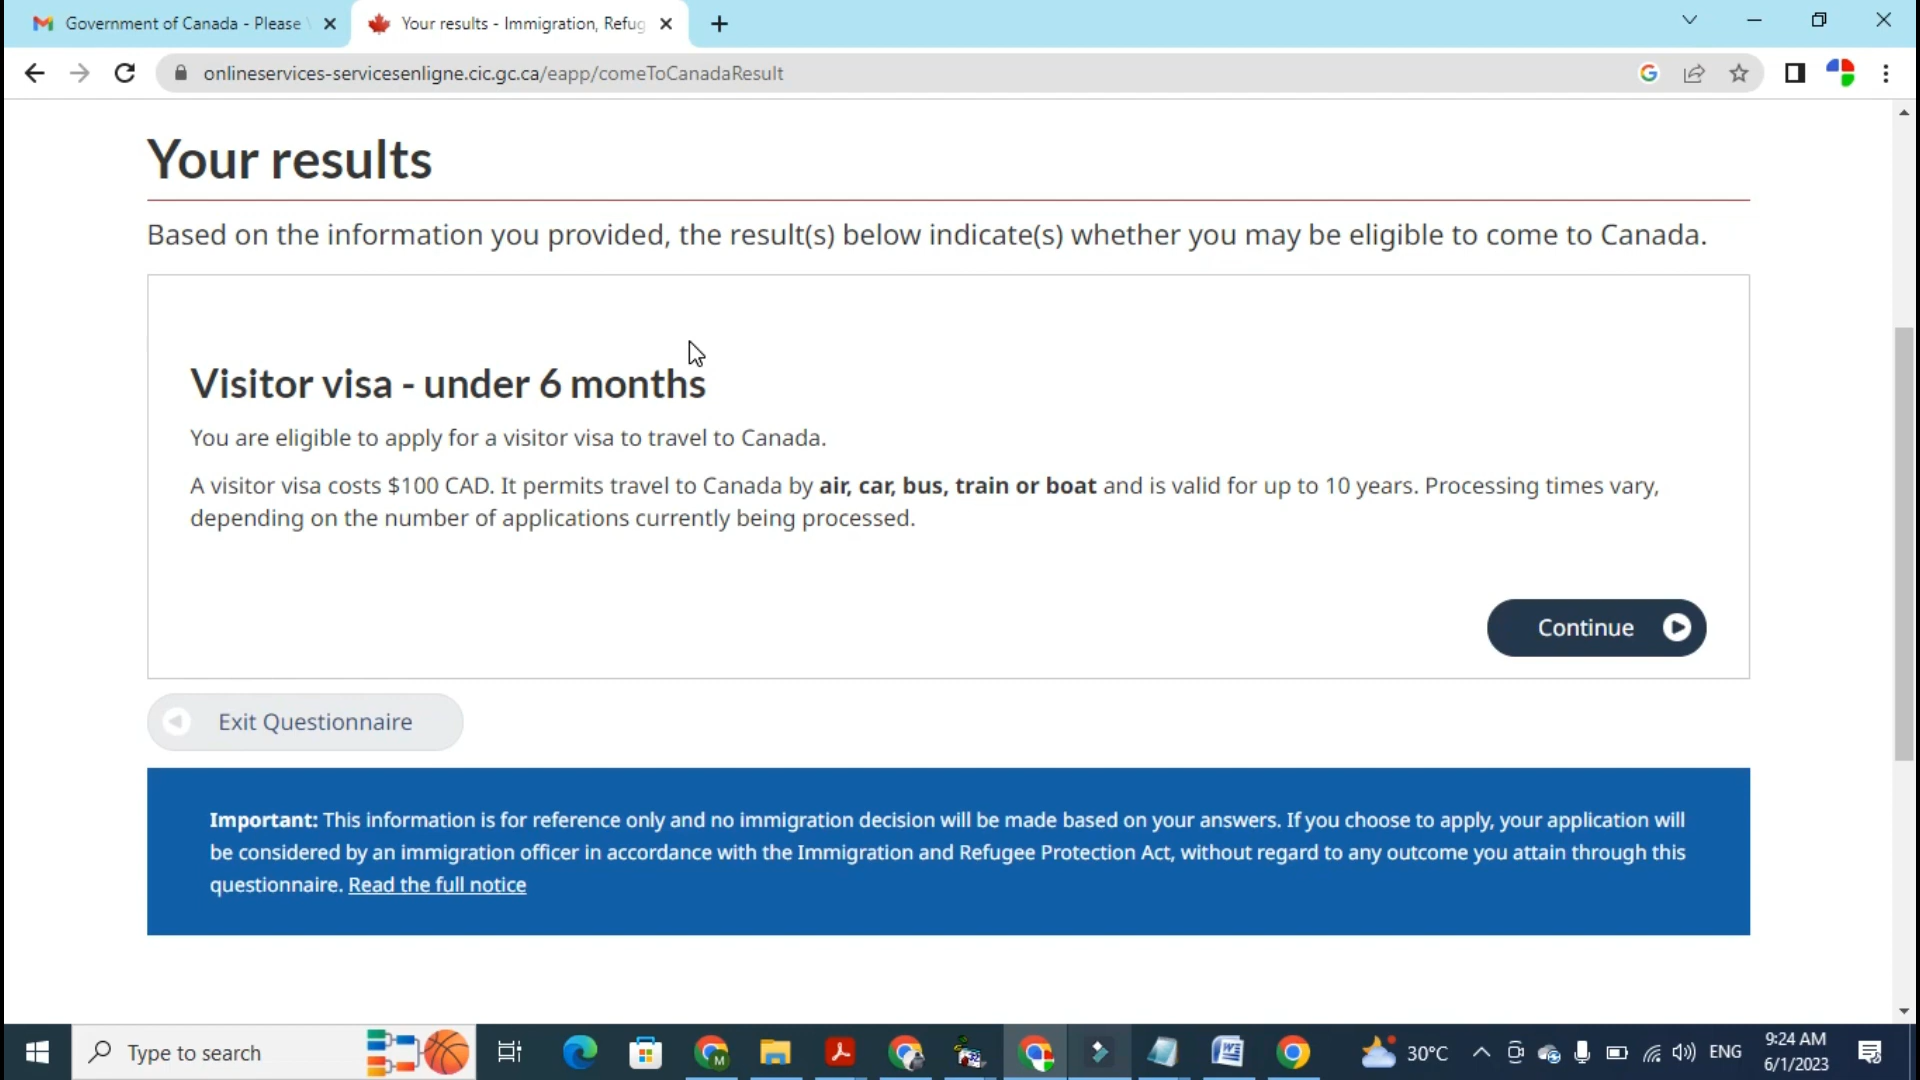 Government of Canada - Please
Your results - Immigration, Refug
onlineservices-servicesenligne.cic.gc.ca/eapp/comeToCanadaResult
Your results
Based on the information you provided, the result(s) below indicate(s) whether you may be eligible to come to Canada.
Visitor visa - under 6 months
You are eligible to apply for a visitor visa to travel to Canada.
A visitor visa costs $100 CAD. It permits travel to Canada by air, car, bus, train or boat and is valid for up to 10 years. Processing times vary,
depending on the number of applications currently being processed.
Continue
Exit Questionnaire
Important: This information is for reference only and no immigration decision will be made based on your answers. If you choose to apply, your application will
be considered by an immigration officer in accordance with the Immigration and Refugee Protection Act, without regard to any outcome you attain through this
questionnaire. Read the full notice
Type to search
30°C
ENG
9:24 AM
6/1/2023